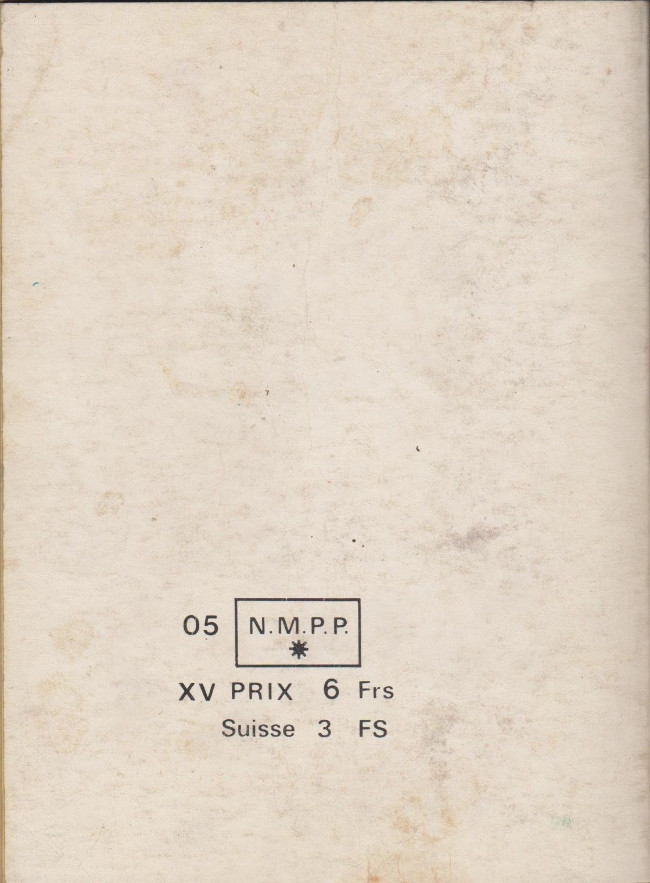 05 N.M.P.P.
XV PRIX 6 Frs
Suisse 3 FS